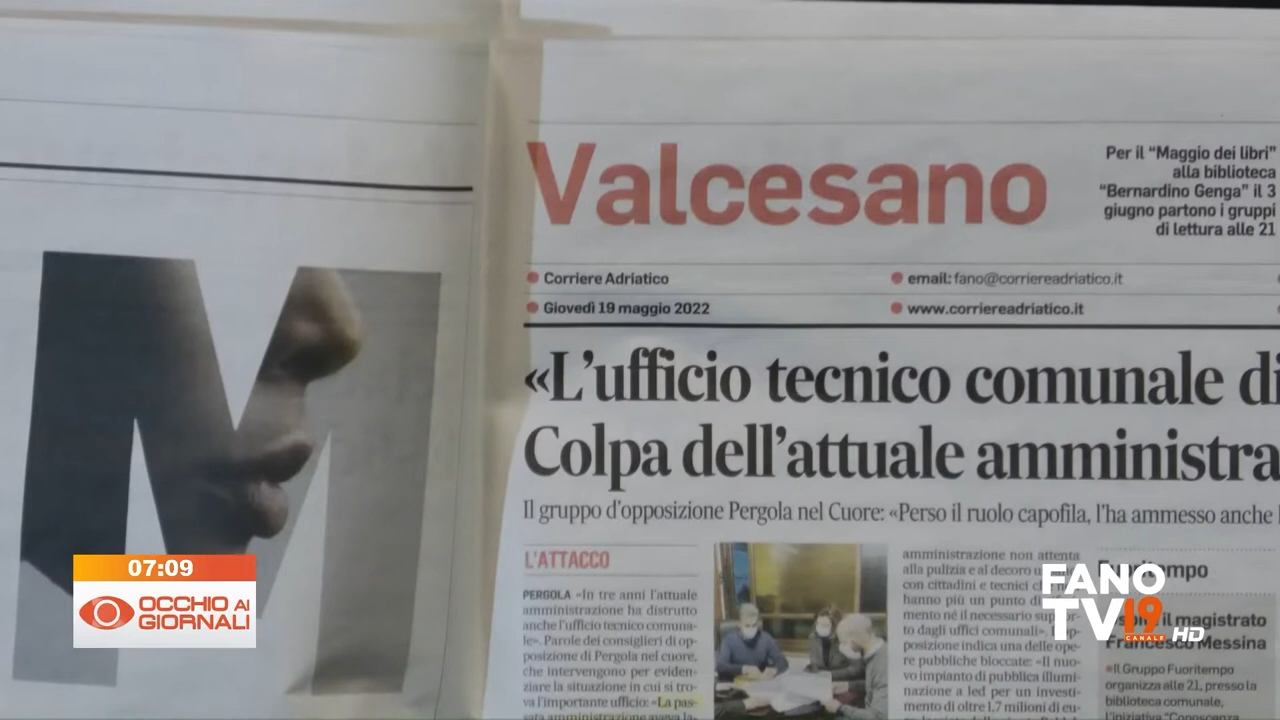 M
Valcesano
Per il “Maggio dei libri”
alla biblioteca
“Bernardino Genga” il 3
giugno partono i gruppi
di lettura alle 21
Corriere Adriatico
email: fano@corriereadriatico.it
Giovedì 19 maggio 2022
www.corriereadriatico.it
«L’ufficio tecnico comunale di
Colpa dell’attuale amministra
Il gruppo d’opposizione Pergola nel Cuore: «Perso il ruolo capofila, l’ha ammesso anche
L’ATTACCO
PERGOLA «In tre anni l’attuale
amministrazione ha distrutto
anche l’ufficio tecnico comuna-
le». Parole dei consiglieri di op-
posizione di Pergola nel cuore,
che intervengono per eviden-
ziare la situazione in cui si tro-
va l’importante ufficio: «La pas-
sata amministrazione aveva la-
amministrazione non attenta
alla pulizia e al decoro
con cittadini e tecnici
hanno più un punto di
mento né il necessario
to dagli uffici comunali».
posizione indica una delle ope-
re pubbliche bloccate: «Il nuo-
vo impianto di pubblica illumi-
nazione a led per un investi-
mento di oltre 1,7 milioni di eu-
il magistrato
Francesco Messina
Il Gruppo Fuoritempo
organizza alle 21, presso la
biblioteca comunale,
l’iniziativa “Conoscenza
07:09
OCCHIO AI
GIORNALI
FANO
TV19
CANALE
HD